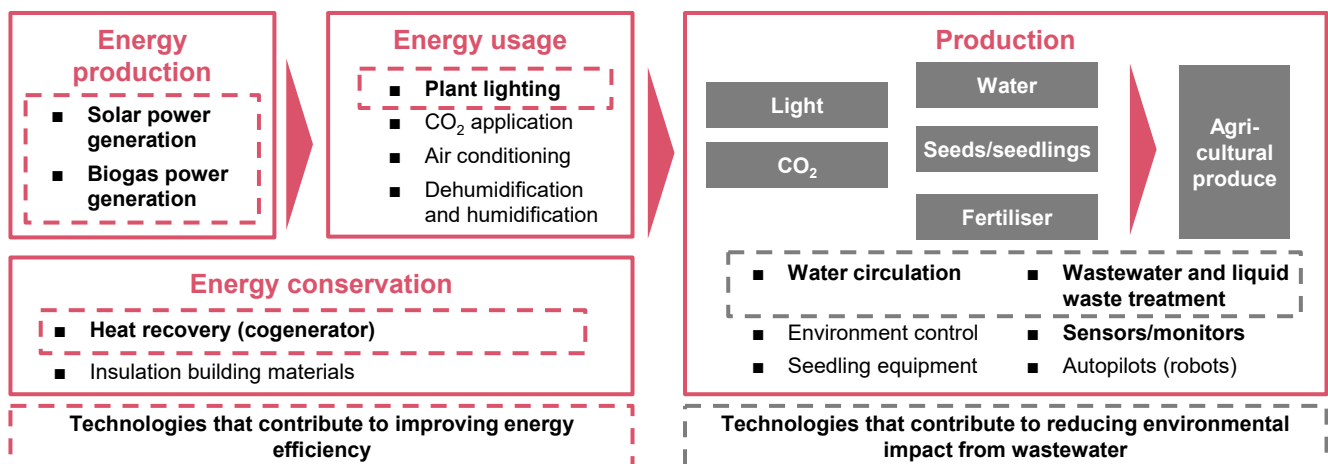 Energy
production
■ Solar power
generation
■ Biogas power
generation
Energy usage
■ Plant lighting
■ CO₂ application
■ Air conditioning
■ Dehumidification
and humidification
Energy conservation
■ Heat recovery (cogenerator)
■ Insulation building materials
Technologies that contribute to improving energy
efficiency
Production
Light
CO₂
Water
Seeds/seedlings
Fertiliser
Agri-
cultural
produce
■ Water circulation
■ Wastewater and liquid
waste treatment
■ Environment control
■ Sensors/monitors
■ Seedling equipment
■ Autopilots (robots)
Technologies that contribute to reducing environmental
impact from wastewater